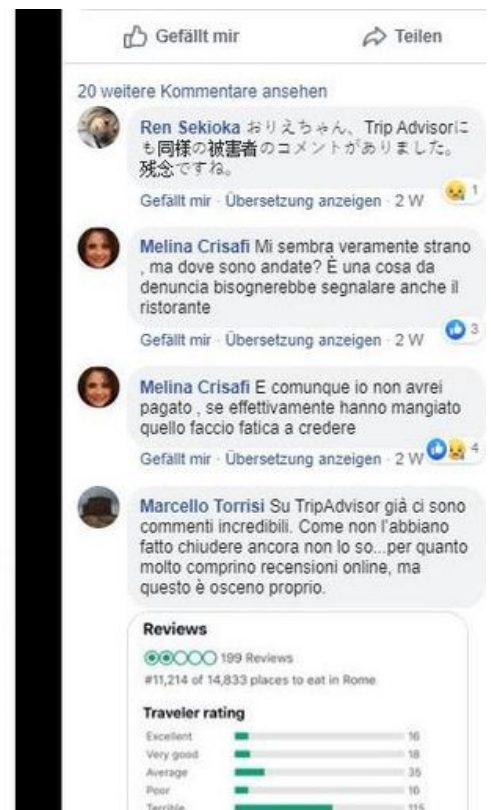 Gefällt mir
Teilen
20 weitere Kommentare ansehen
Ren Sekioka おりえちゃん、Trip Advisorに
も同様の被害者のコメントがありました。
残念ですね。
Gefällt mir · Übersetzung anzeigen · 2 W
1
Melina Crisafi Mi sembra veramente strano
, ma dove sono andate? È una cosa da
denuncia bisognerebbe segnalare anche il
ristorante
Gefällt mir · Übersetzung anzeigen · 2 W
3
Melina Crisafi E comunque io non avrei
pagato , se effettivamente hanno mangiato
quello faccio fatica a credere
Gefällt mir · Übersetzung anzeigen · 2 W
4
Marcello Torrisi Su TripAdvisor già ci sono
commenti incredibili. Come non l'abbiano
fatto chiudere ancora non lo so...per quanto
molto comprino recensioni online, ma
questo è osceno proprio.
Reviews
199 Reviews
#11,214 of 14,833 places to eat in Rome
Traveler rating
Excellent 16
Very good 18
Average 35
Poor 16
Terrible 115